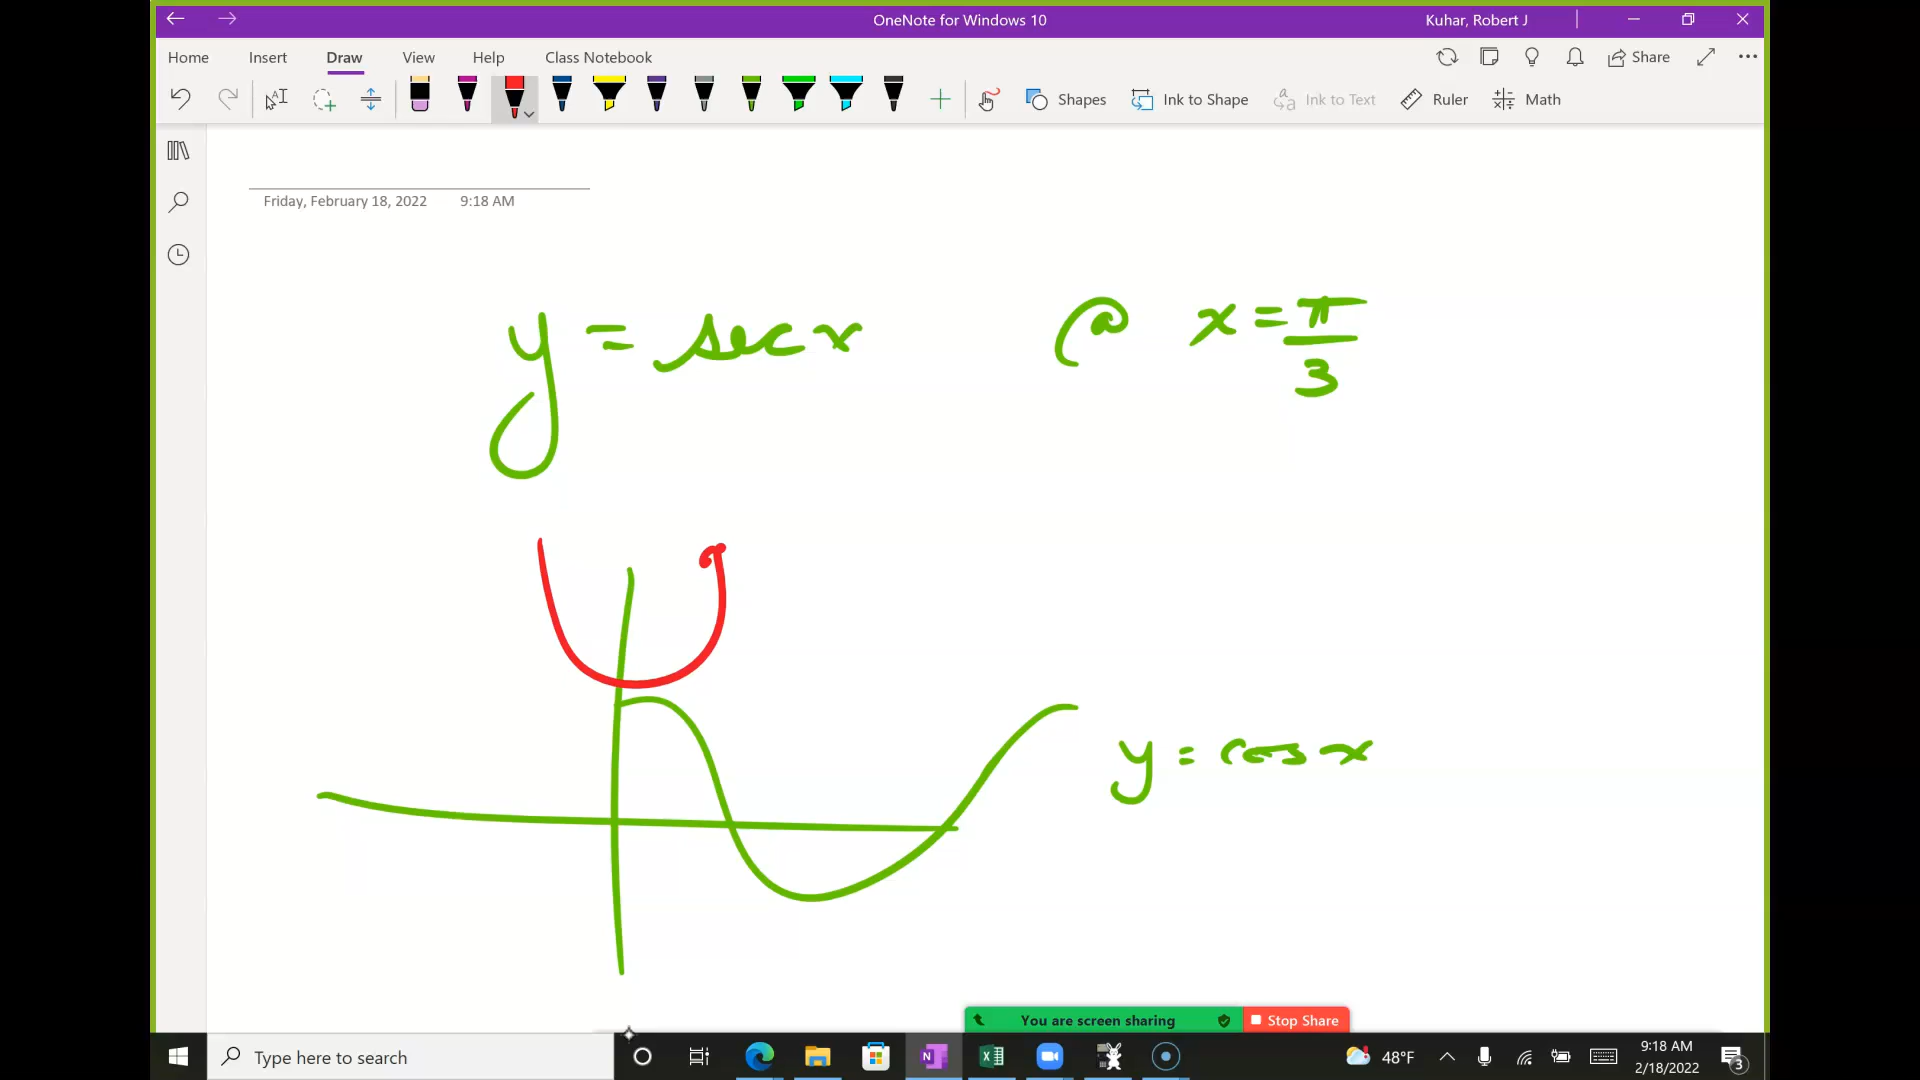 OneNote for Windows 10
Kuhar, Robert J
Home Insert Draw View Help Class Notebook
Share
Shapes Ink to Shape Ink to Text Ruler Math
Friday, February 18, 2022 9:18 AM
y = sec x @ x = π/3
y = cos x
You are screen sharing Stop Share
Type here to search
48°F
9:18 AM
2/18/2022
3